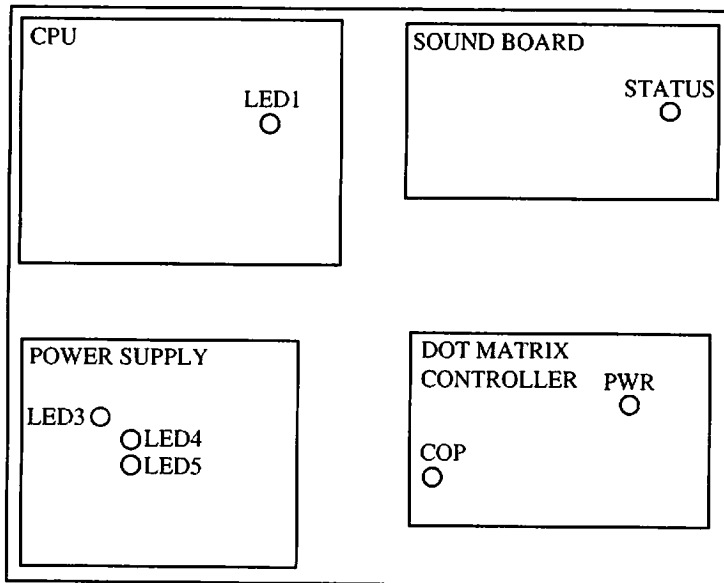 CPU
LED1
SOUND BOARD
STATUS
POWER SUPPLY
LED3
LED4
LED5
DOT MATRIX
CONTROLLER
PWR
COP